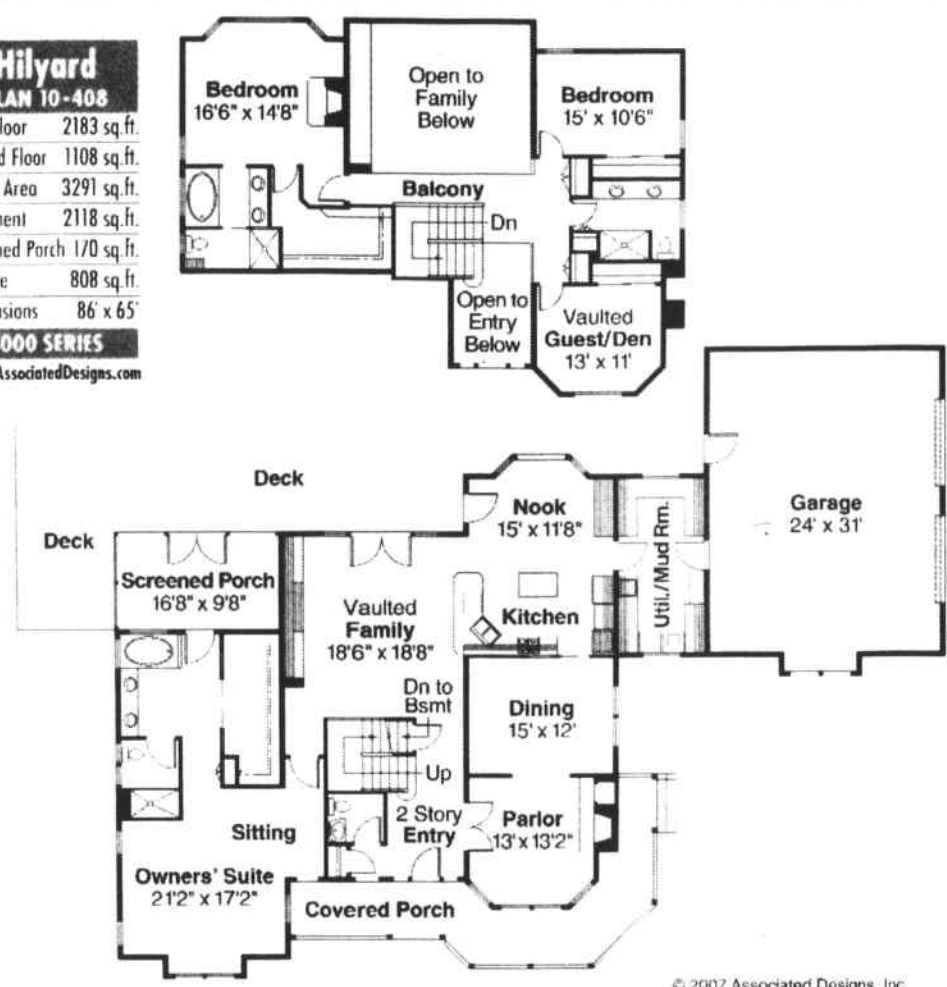 Hilyard
LAN 10-408
loor 2183 sq.ft.
d Floor 1108 sq.ft.
Area 3291 sq.ft.
nent 2118 sq.ft.
ned Porch 170 sq.ft.
e 808 sq.ft.
nsions 86' x 65'
000 SERIES
AssociatedDesigns.com
Bedroom
16'6" x 14'8"
Open to
Family
Below
Bedroom
15' x 10'6"
Balcony
Dn
Open to
Entry
Below
Vaulted
Guest/Den
13' x 11'
Deck
Deck
Nook
15' x 11'8"
Util./Mud Rm.
Garage
24' x 31'
Screened Porch
16'8" x 9'8"
Vaulted
Family
18'6" x 18'8"
Kitchen
Dn to
Bsmt
Dining
15' x 12'
Up
2 Story
Entry
Parlor
13' x 13'2"
Sitting
Owners' Suite
21'2" x 17'2"
Covered Porch
© 2007 Associated Designs, Inc.